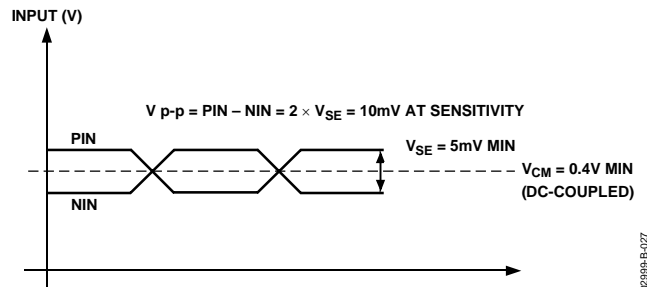 INPUT (V)
V p-p = PIN – NIN = 2 × VSE = 10mV AT SENSITIVITY
PIN
VSE = 5mV MIN
VCM = 0.4V MIN
(DC-COUPLED)
NIN
02999-B-027